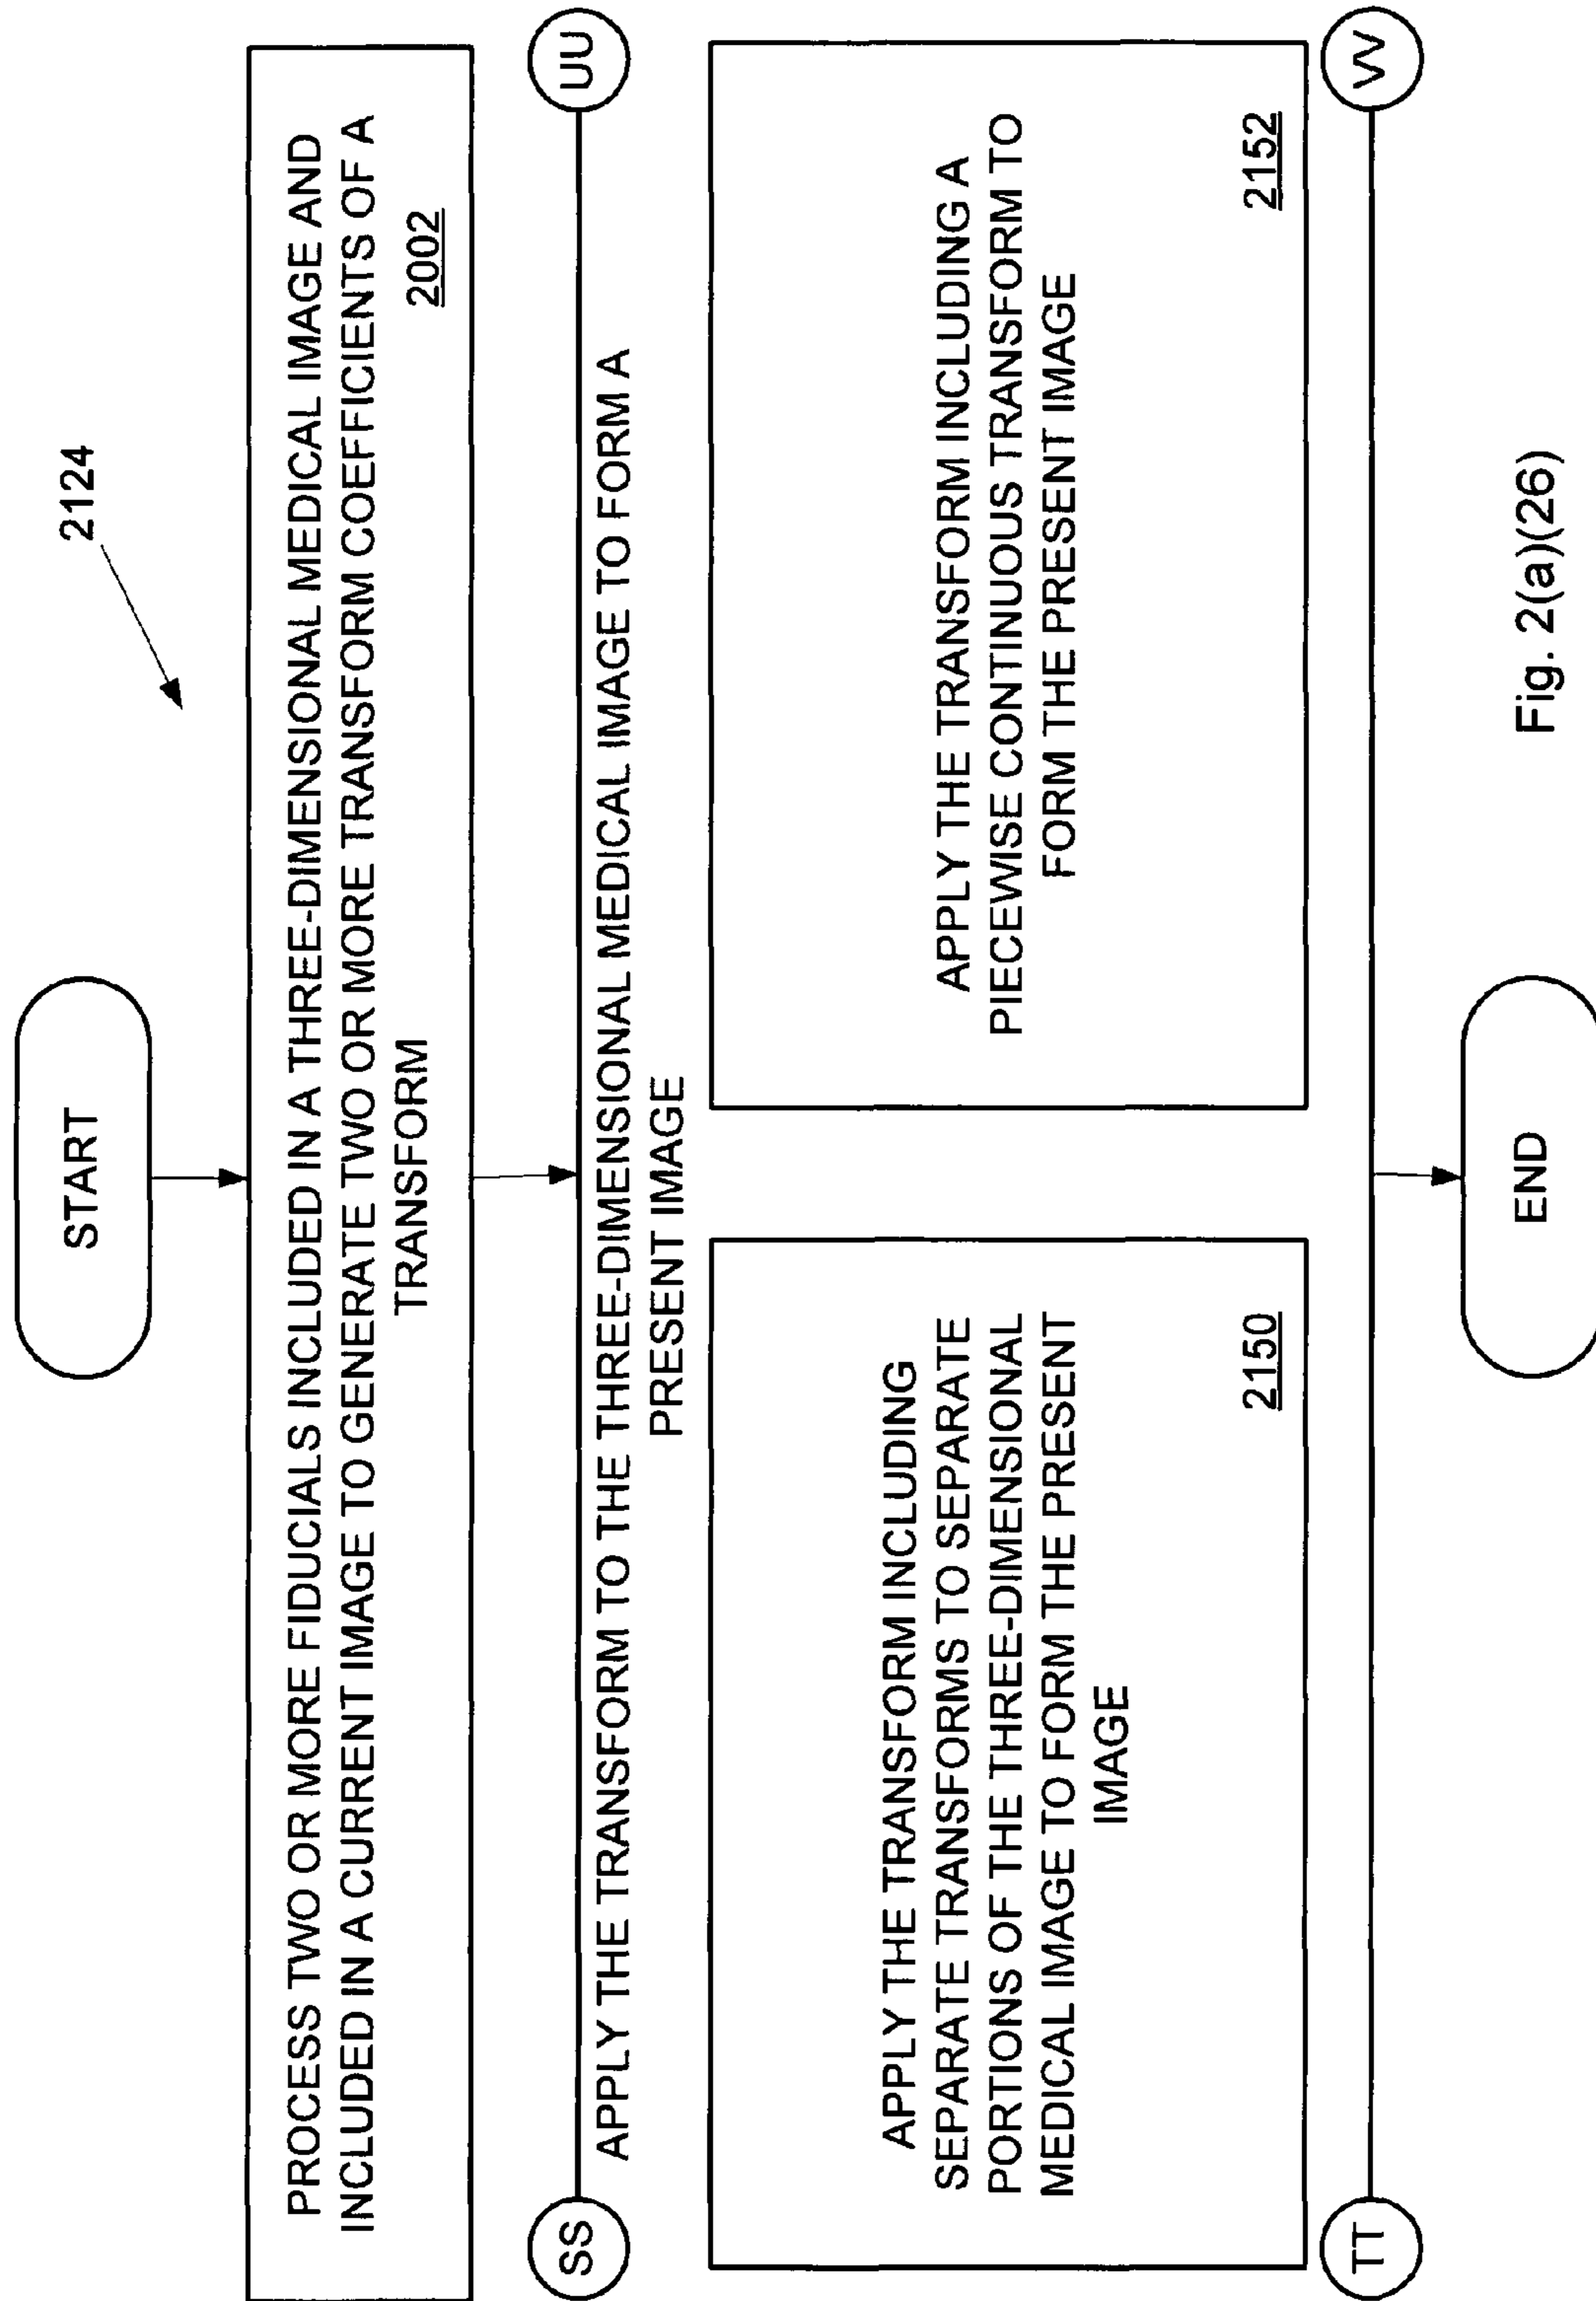 2124
START
PROCESS TWO OR MORE FIDUCIALS INCLUDED IN A THREE-DIMENSIONAL MEDICAL IMAGE AND
INCLUDED IN A CURRENT IMAGE TO GENERATE TWO OR MORE TRANSFORM COEFFICIENTS OF A
TRANSFORM
2002
SS
UU
APPLY THE TRANSFORM TO THE THREE-DIMENSIONAL MEDICAL IMAGE TO FORM A
PRESENT IMAGE
APPLY THE TRANSFORM INCLUDING
SEPARATE TRANSFORMS TO SEPARATE
PORTIONS OF THE THREE-DIMENSIONAL
MEDICAL IMAGE TO FORM THE PRESENT
IMAGE
2150
APPLY THE TRANSFORM INCLUDING A
PIECEWISE CONTINUOUS TRANSFORM TO
FORM THE PRESENT IMAGE
2152
TT
VV
END
Fig. 2(a)(26)